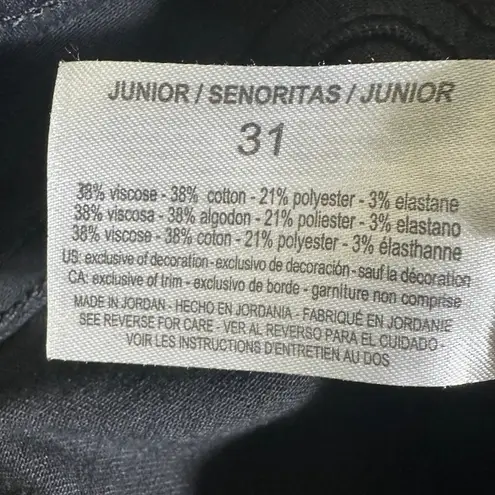 JUNIOR / SENORITAS / JUNIOR
31
38% viscose - 38% cotton - 21% polyester - 3% elastane
38% viscosa - 38% algodon - 21% poliester - 3% elastano
38% viscose - 38% coton - 21% polyester - 3% élasthanne
US: exclusive of decoration - exclusivo de decoración - sauf la décoration
CA: exclusive of trim - exclusivo de borde - garniture non comprise
MADE IN JORDAN - HECHO EN JORDANIA - FABRIQUÉ EN JORDANIE
SEE REVERSE FOR CARE - VER AL REVERSO PARA EL CUIDADO -
VOIR LES INSTRUCTIONS D'ENTRETIEN AU DOS